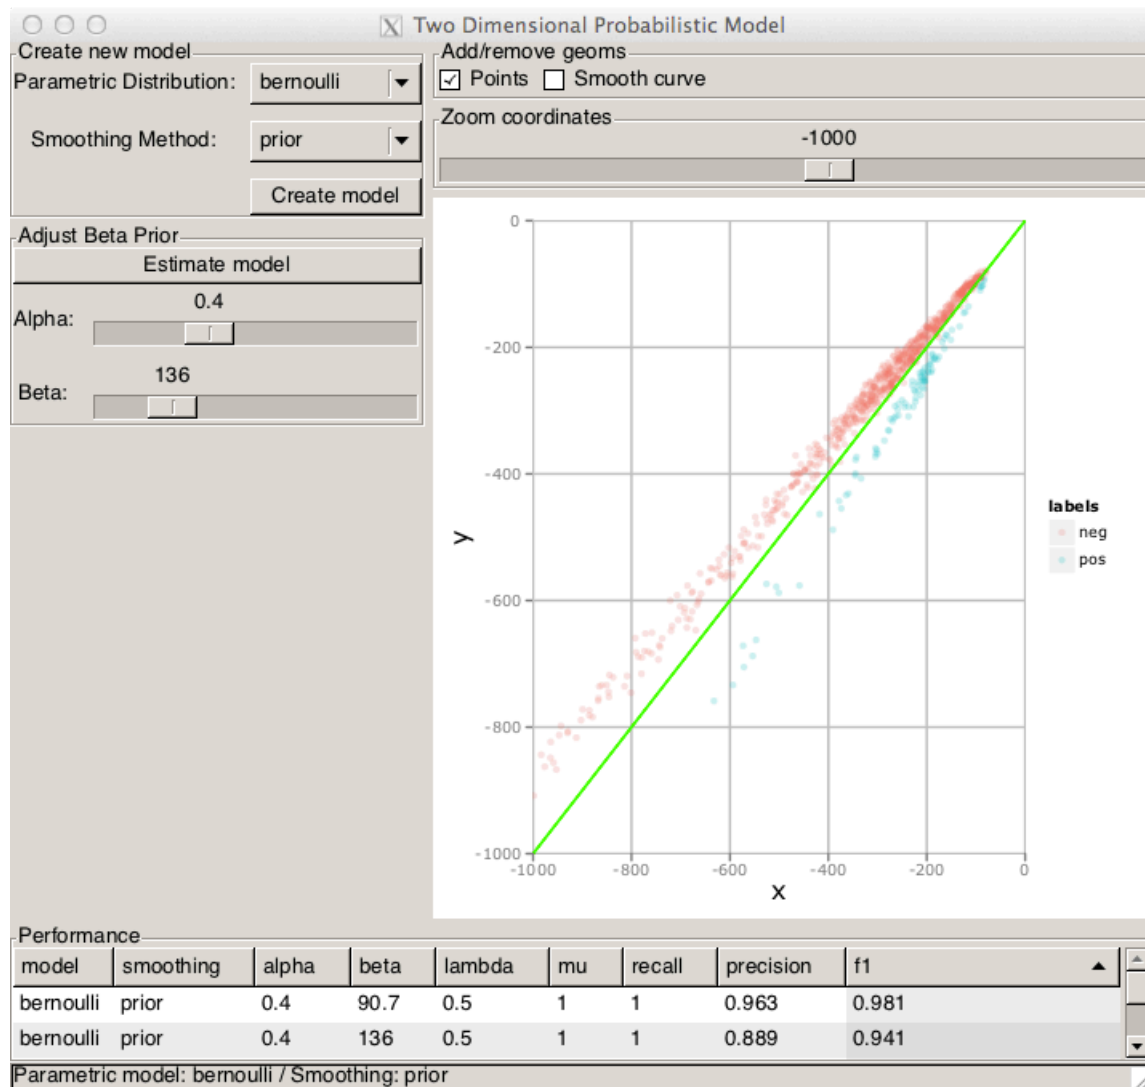 Two Dimensional Probabilistic Model
Create new model
Parametric Distribution: bernoulli
Smoothing Method: prior
Create model
Adjust Beta Prior
Estimate model
0.4
Alpha:
136
Beta:
Add/remove geoms
Points Smooth curve
Zoom coordinates
-1000
0
-200
-400
-600
-800
-1000
y
-1000 -800 -600 -400 -200 0
x
labels
neg
pos
Performance
model smoothing alpha beta lambda mu recall precision f1
bernoulli prior 0.4 90.7 0.5 1 1 0.963 0.981
bernoulli prior 0.4 136 0.5 1 1 0.889 0.941
Parametric model: bernoulli / Smoothing: prior